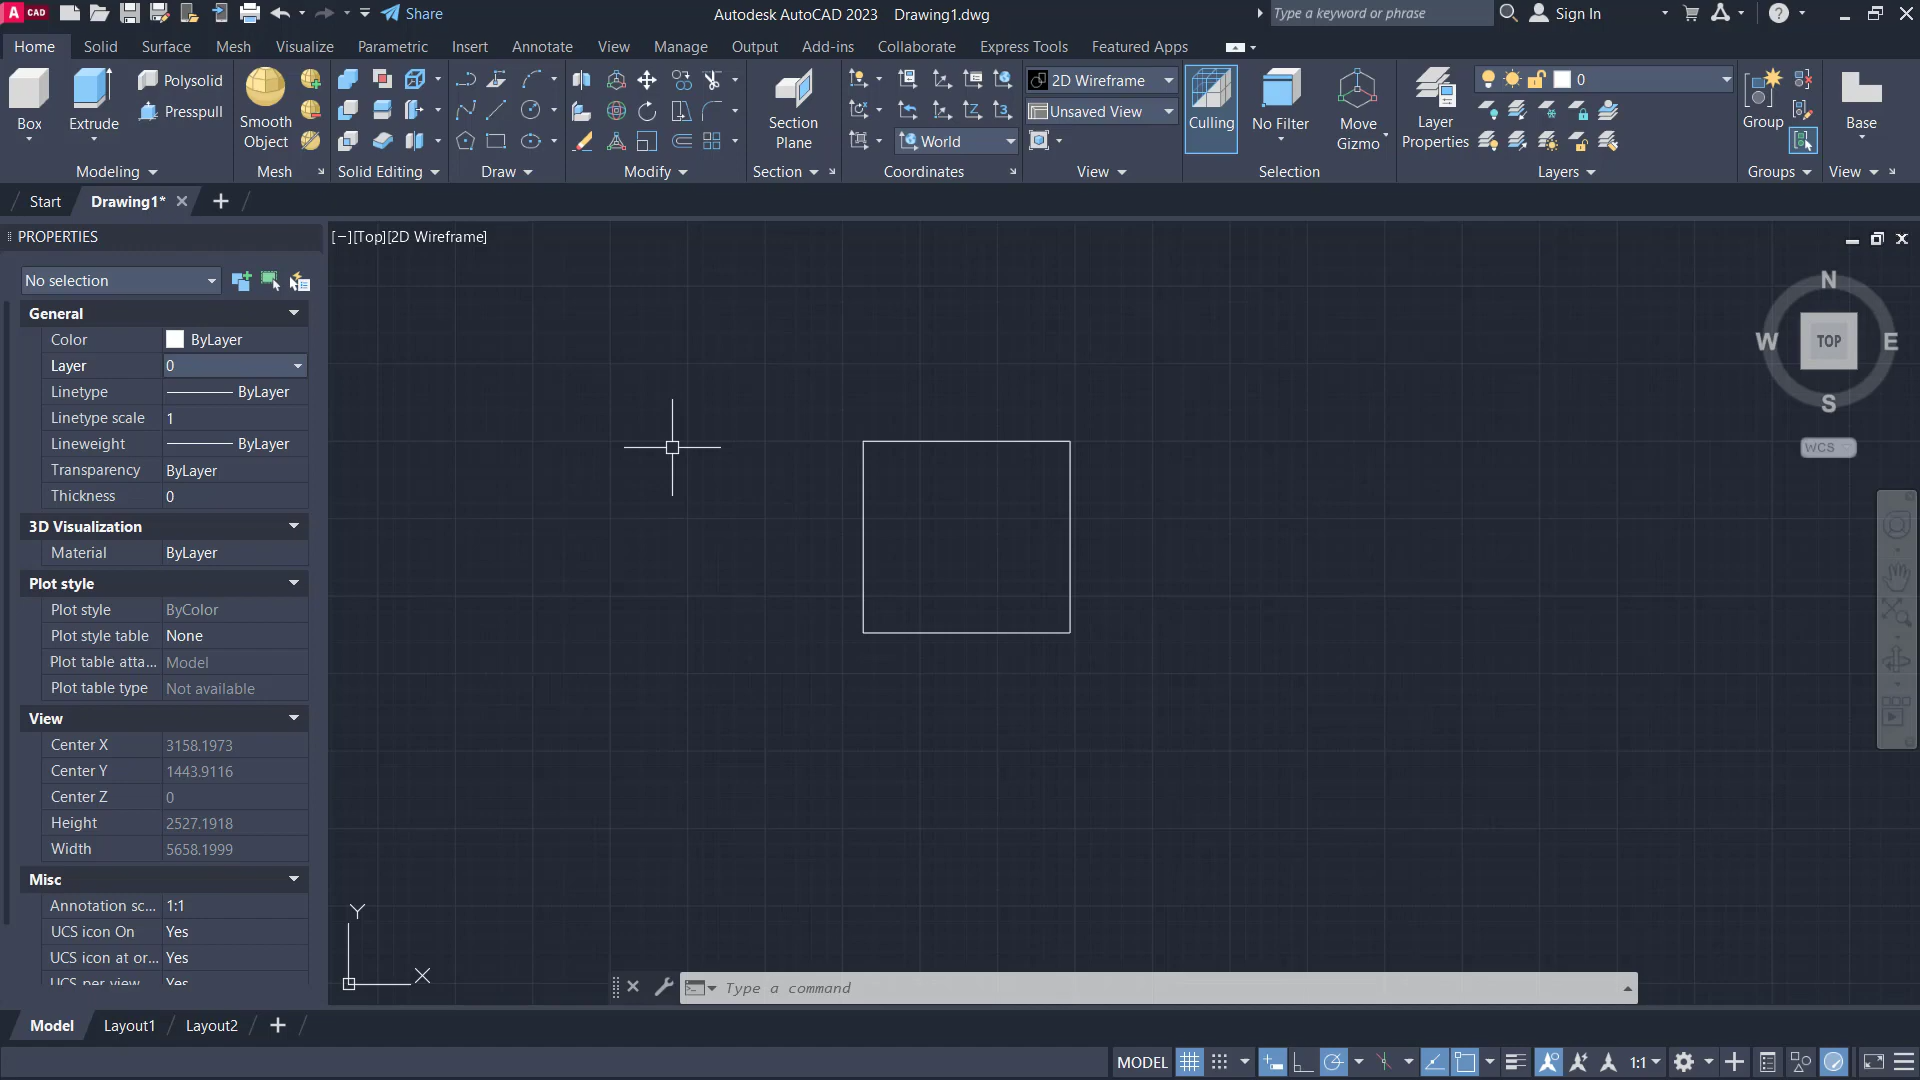 A CAD Share Autodesk AutoCAD 2023 Drawing1.dwg Type a keyword or phrase Sign In
Home Solid Surface Mesh Visualize Parametric Insert Annotate View Manage Output Add-ins Collaborate Express Tools Featured Apps
Box
Extrude
Polysolid
Presspull
Smooth
Object
Section
Plane
World
2D Wireframe
Unsaved View
Culling
No Filter
Move
Gizmo
Layer
Properties
0
Group
Base
Modeling Mesh Solid Editing Draw Modify Section Coordinates View Selection Layers Groups View
Start Drawing1*
PROPERTIES
[−][Top][2D Wireframe]
No selection
General
Color ByLayer
Layer 0
Linetype ByLayer
Linetype scale 1
Lineweight ByLayer
Transparency ByLayer
Thickness 0
3D Visualization
Material ByLayer
Plot style
Plot style ByColor
Plot style table None
Plot table atta... Model
Plot table type Not available
View
Center X 3158.1973
Center Y 1443.9116
Center Z 0
Height 2527.1918
Width 5658.1999
Misc
Annotation sc... 1:1
UCS icon On Yes
UCS icon at or... Yes
UCS per view Yes
N
W TOP E
S
WCS
Y
X
Type a command
Model Layout1 Layout2
MODEL 1:1